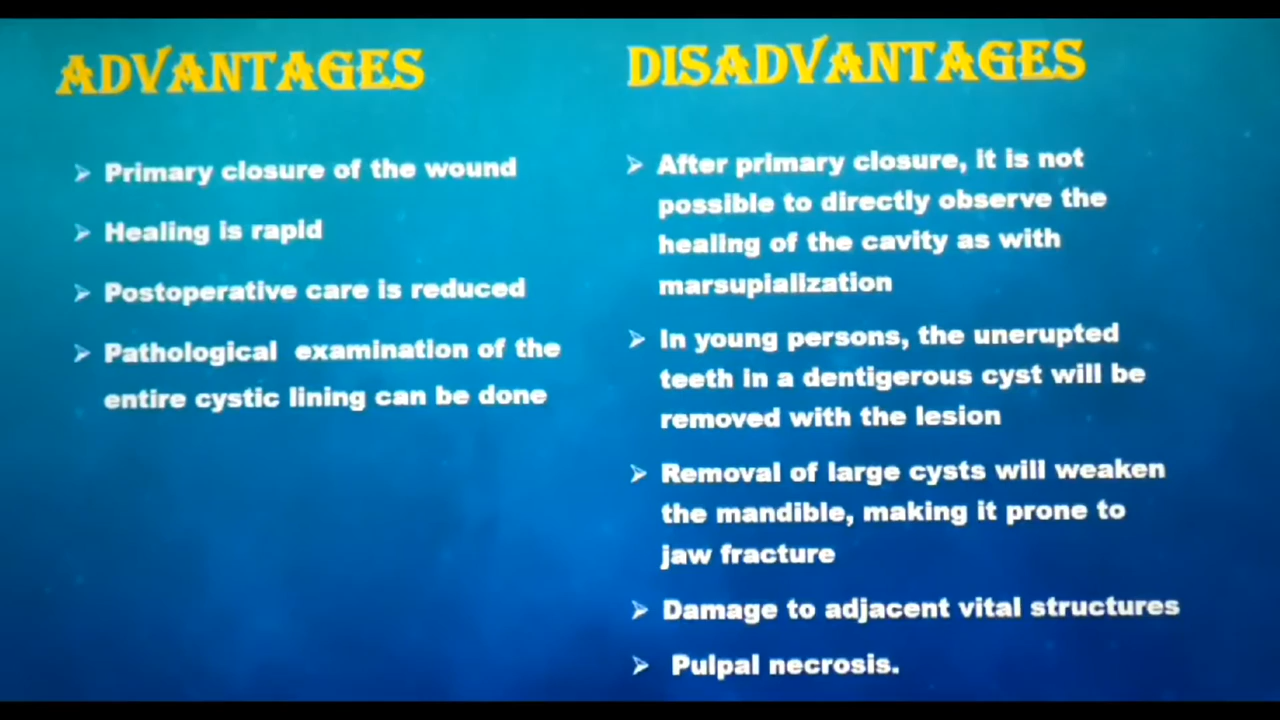 ADVANTAGES
Primary closure of the wound
Healing is rapid
Postoperative care is reduced
Pathological examination of the
entire cystic lining can be done
DISADVANTAGES
After primary closure, it is not
possible to directly observe the
healing of the cavity as with
marsupialization
In young persons, the unerupted
teeth in a dentigerous cyst will be
removed with the lesion
Removal of large cysts will weaken
the mandible, making it prone to
jaw fracture
Damage to adjacent vital structures
Pulpal necrosis.